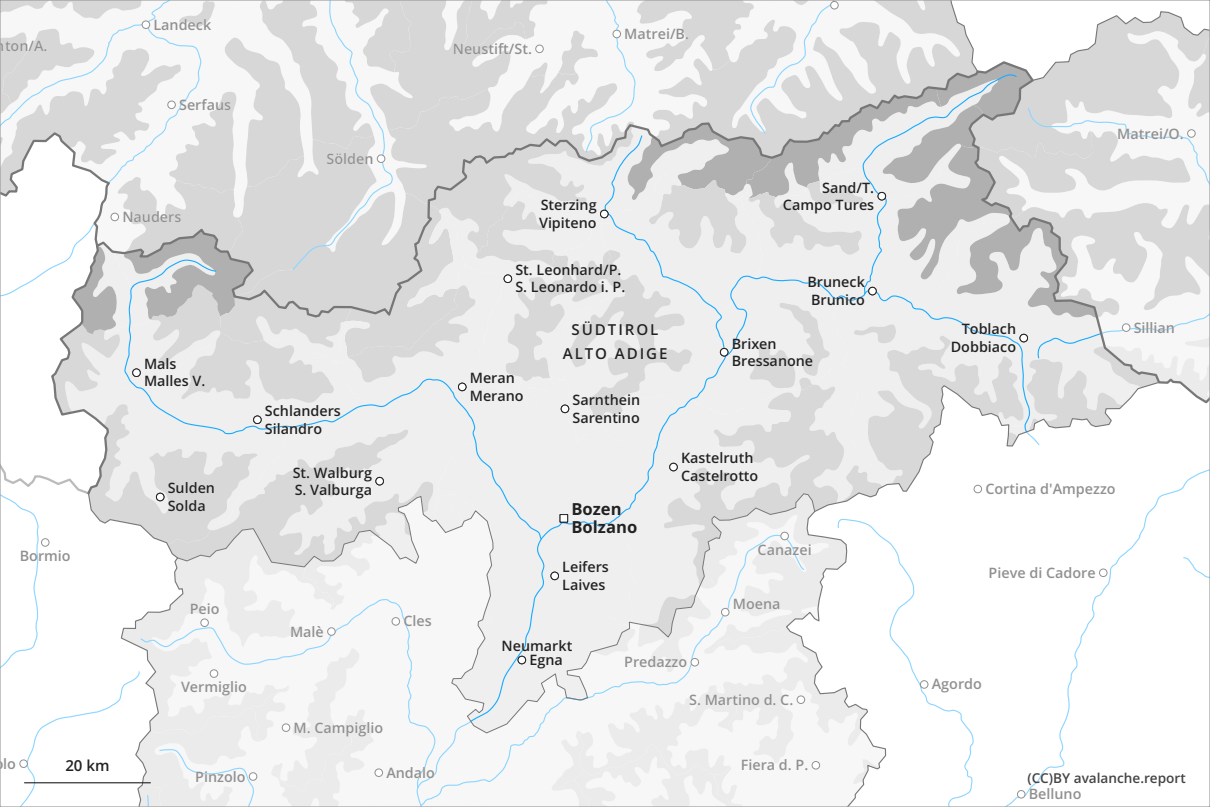 Landeck
nton/A.
Neustift/St.
Matrei/B.
Serfaus
Matrei/O.
Sölden
Sand/T.
Campo Tures
Nauders
Sterzing
Vipiteno
St. Leonhard/P.
S. Leonardo i. P.
Bruneck
Brunico
SÜDTIROL
ALTO ADIGE
Toblach
Dobbiaco
Sillian
Brixen
Bressanone
Mals
Malles V.
Meran
Merano
Sarnthein
Sarentino
Schlanders
Silandro
Kastelruth
Castelrotto
St. Walburg
S. Valburga
Sulden
Solda
Cortina d'Ampezzo
Bozen
Bolzano
Bormio
Canazei
Leifers
Laives
Pieve di Cadore
Peio
Moena
Malè
Cles
Neumarkt
Egna
Predazzo
Vermiglio
Agordo
S. Martino d. C.
M. Campiglio
20 km
olo
Pinzolo
Andalo
Fiera d. P.
(CC)BY avalanche.report
Belluno